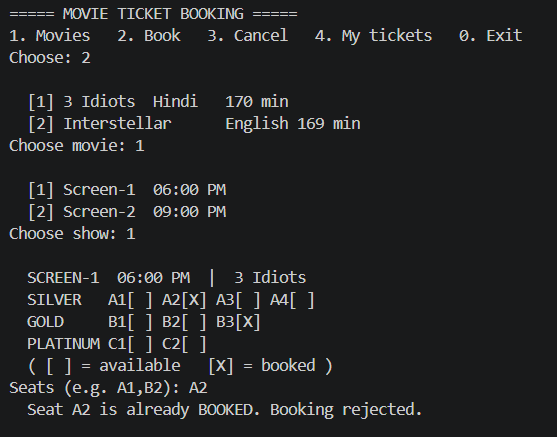 ===== MOVIE TICKET BOOKING =====
1. Movies   2. Book   3. Cancel   4. My tickets   0. Exit
Choose: 2

  [1] 3 Idiots  Hindi   170 min
  [2] Interstellar      English 169 min
Choose movie: 1

  [1] Screen-1  06:00 PM
  [2] Screen-2  09:00 PM
Choose show: 1

  SCREEN-1  06:00 PM  |  3 Idiots
  SILVER   A1[ ] A2[X] A3[ ] A4[ ]
  GOLD     B1[ ] B2[ ] B3[X]
  PLATINUM C1[ ] C2[ ]
  ( [ ] = available   [X] = booked )
Seats (e.g. A1,B2): A2
  Seat A2 is already BOOKED. Booking rejected.